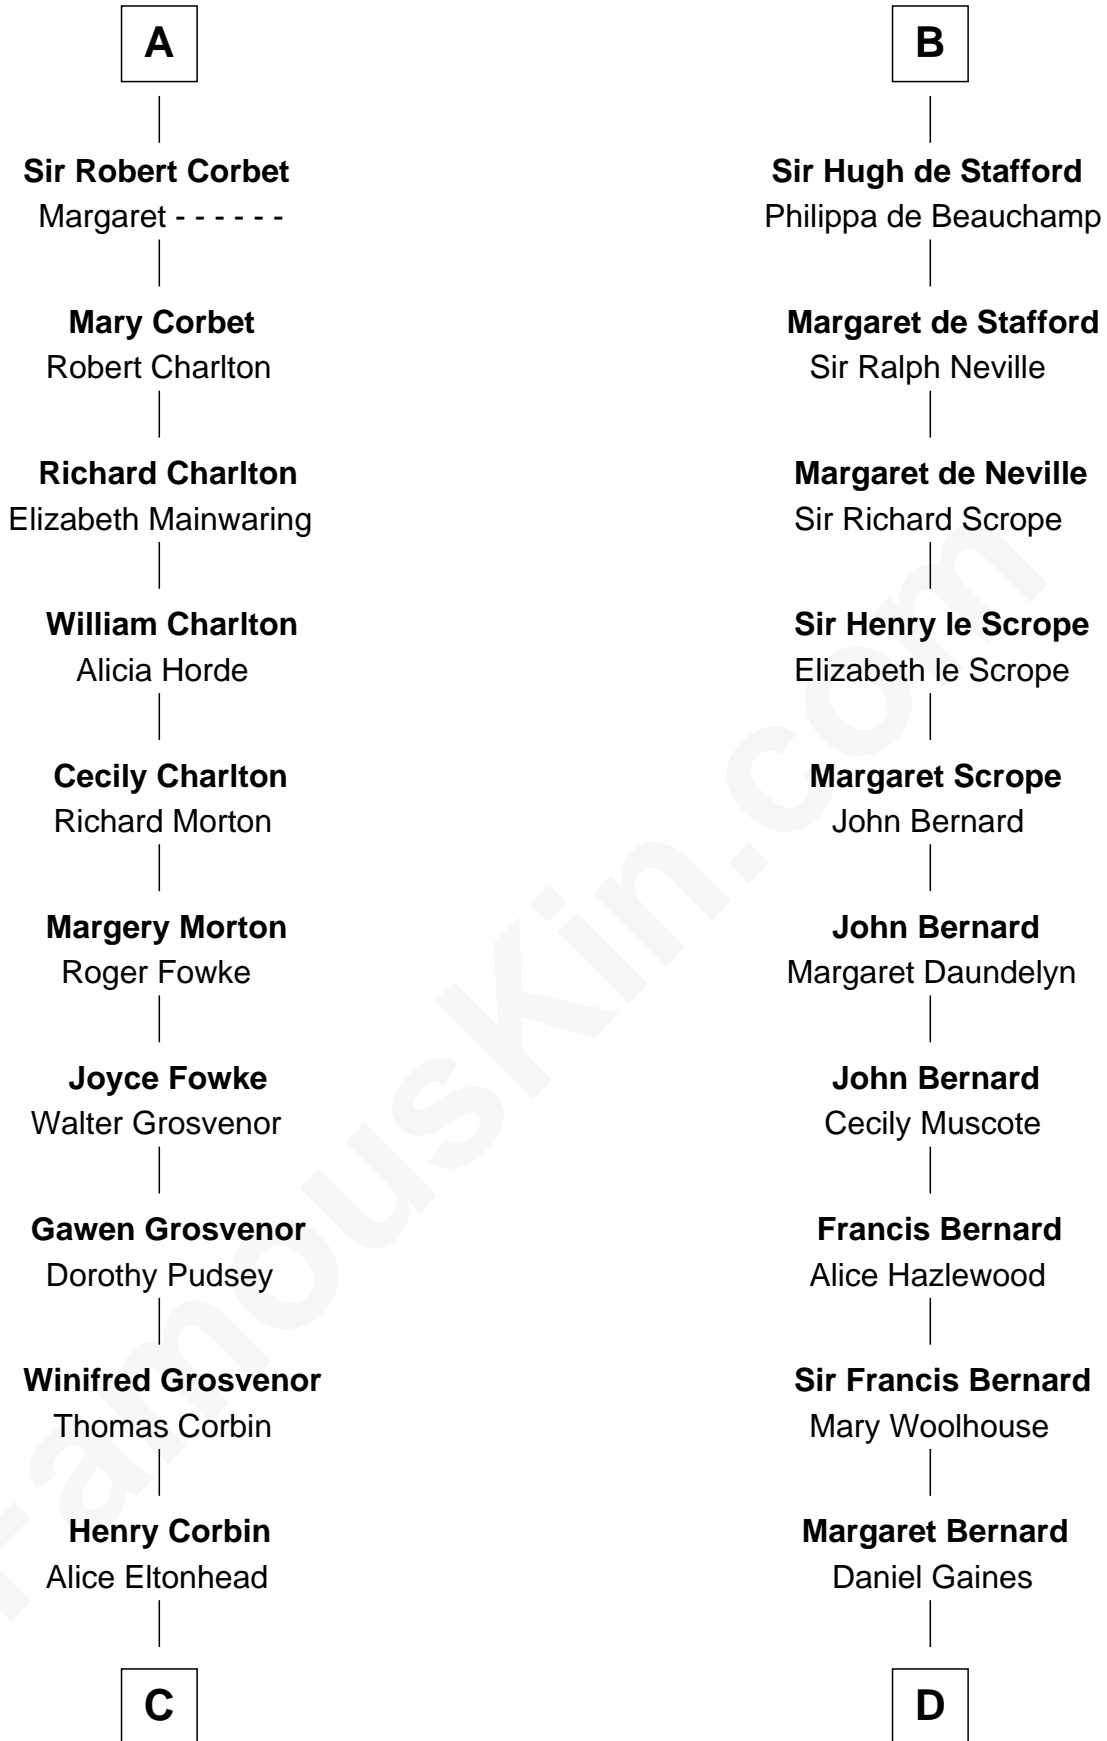 A
Sir Robert Corbet
Margaret - - - - - -
Mary Corbet
Robert Charlton
Richard Charlton
Elizabeth Mainwaring
William Charlton
Alicia Horde
Cecily Charlton
Richard Morton
Margery Morton
Roger Fowke
Joyce Fowke
Walter Grosvenor
Gawen Grosvenor
Dorothy Pudsey
Winifred Grosvenor
Thomas Corbin
Henry Corbin
Alice Eltonhead
C
B
Sir Hugh de Stafford
Philippa de Beauchamp
Margaret de Stafford
Sir Ralph Neville
Margaret de Neville
Sir Richard Scrope
Sir Henry le Scrope
Elizabeth le Scrope
Margaret Scrope
John Bernard
John Bernard
Margaret Daundelyn
John Bernard
Cecily Muscote
Francis Bernard
Alice Hazlewood
Sir Francis Bernard
Mary Woolhouse
Margaret Bernard
Daniel Gaines
D
FamousKin.com